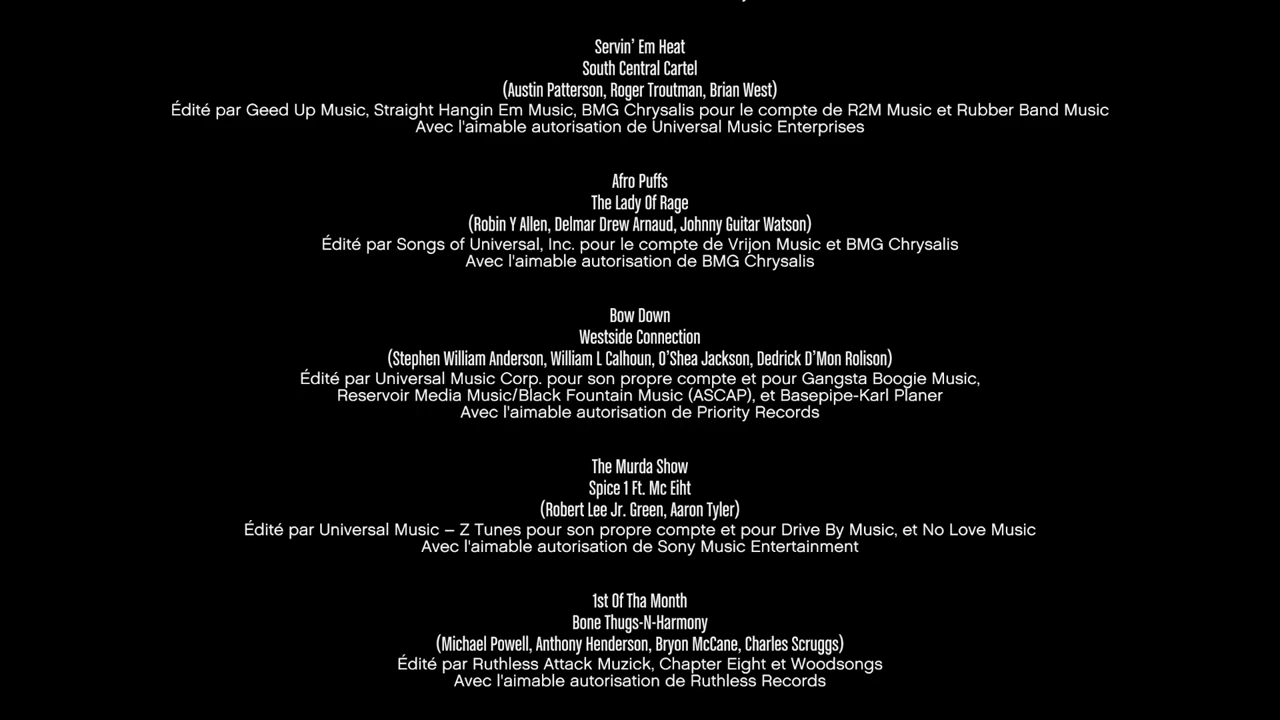 Servin’ Em Heat
South Central Cartel
(Austin Patterson, Roger Troutman, Brian West)
Édité par Geed Up Music, Straight Hangin Em Music, BMG Chrysalis pour le compte de R2M Music et Rubber Band Music
Avec l'aimable autorisation de Universal Music Enterprises
Afro Puffs
The Lady Of Rage
(Robin Y Allen, Delmar Drew Arnaud, Johnny Guitar Watson)
Édité par Songs of Universal, Inc. pour le compte de Vrijon Music et BMG Chrysalis
Avec l'aimable autorisation de BMG Chrysalis
Bow Down
Westside Connection
(Stephen William Anderson, William L Calhoun, O’Shea Jackson, Dedrick D’Mon Rolison)
Édité par Universal Music Corp. pour son propre compte et pour Gangsta Boogie Music,
Reservoir Media Music/Black Fountain Music (ASCAP), et Basepipe-Karl Planer
Avec l'aimable autorisation de Priority Records
The Murda Show
Spice 1 Ft. Mc Eiht
(Robert Lee Jr. Green, Aaron Tyler)
Édité par Universal Music – Z Tunes pour son propre compte et pour Drive By Music, et No Love Music
Avec l'aimable autorisation de Sony Music Entertainment
1st Of Tha Month
Bone Thugs-N-Harmony
(Michael Powell, Anthony Henderson, Bryon McCane, Charles Scruggs)
Édité par Ruthless Attack Muzick, Chapter Eight et Woodsongs
Avec l'aimable autorisation de Ruthless Records